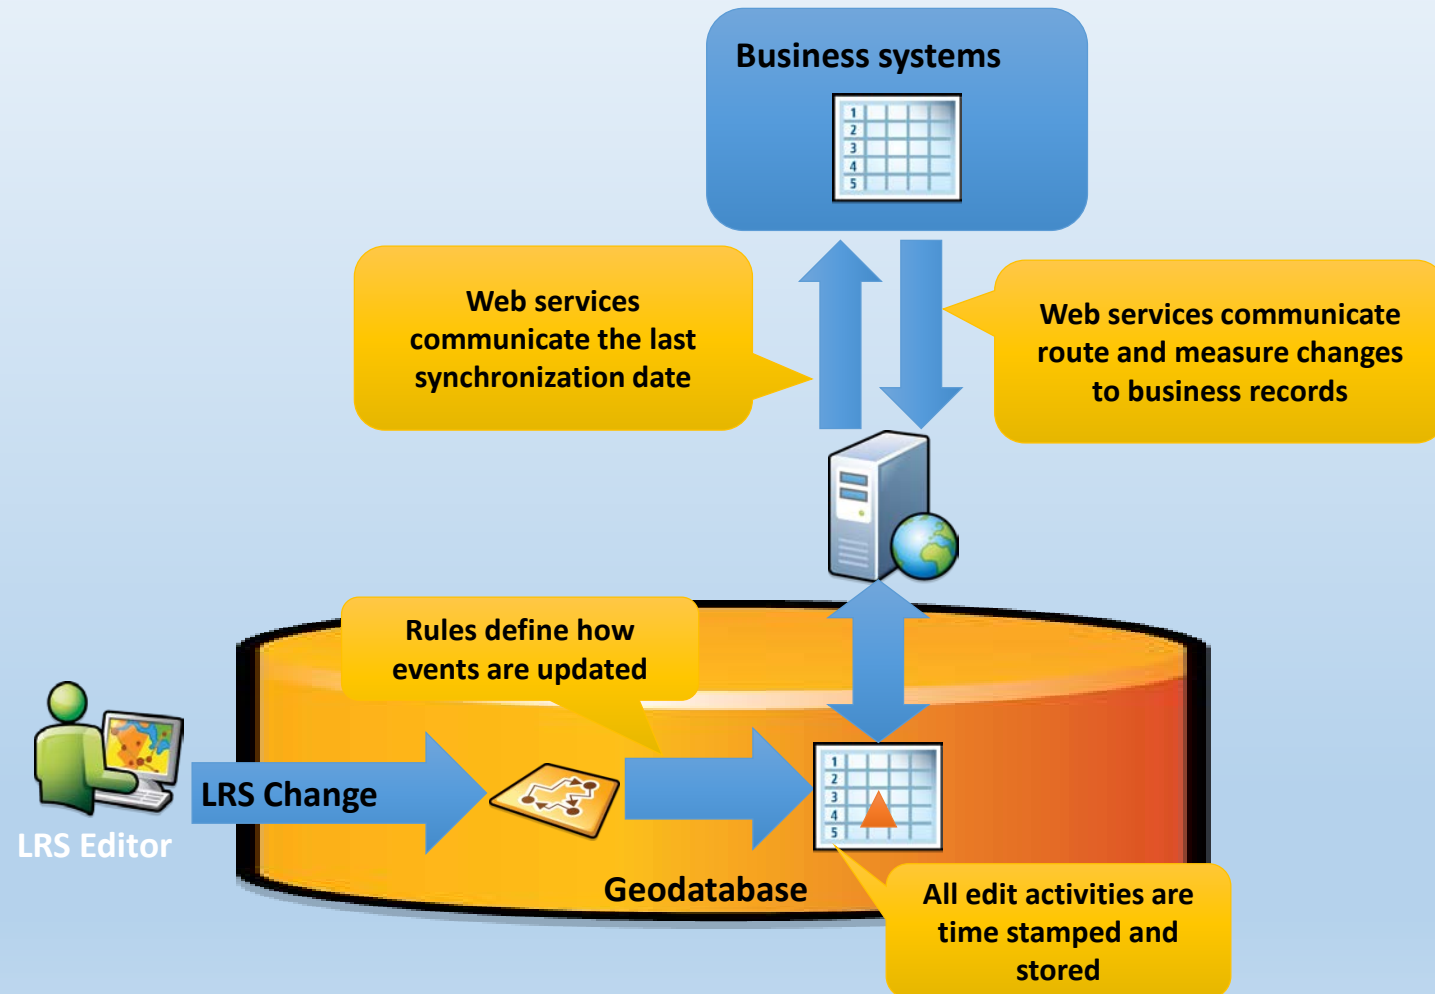 Business systems
1
2
3
4
5
Web services
communicate the last
synchronization date
Web services communicate
route and measure changes
to business records
Rules define how
events are updated
LRS Change
LRS Editor
1
2
3
4
5
Geodatabase
All edit activities are
time stamped and
stored